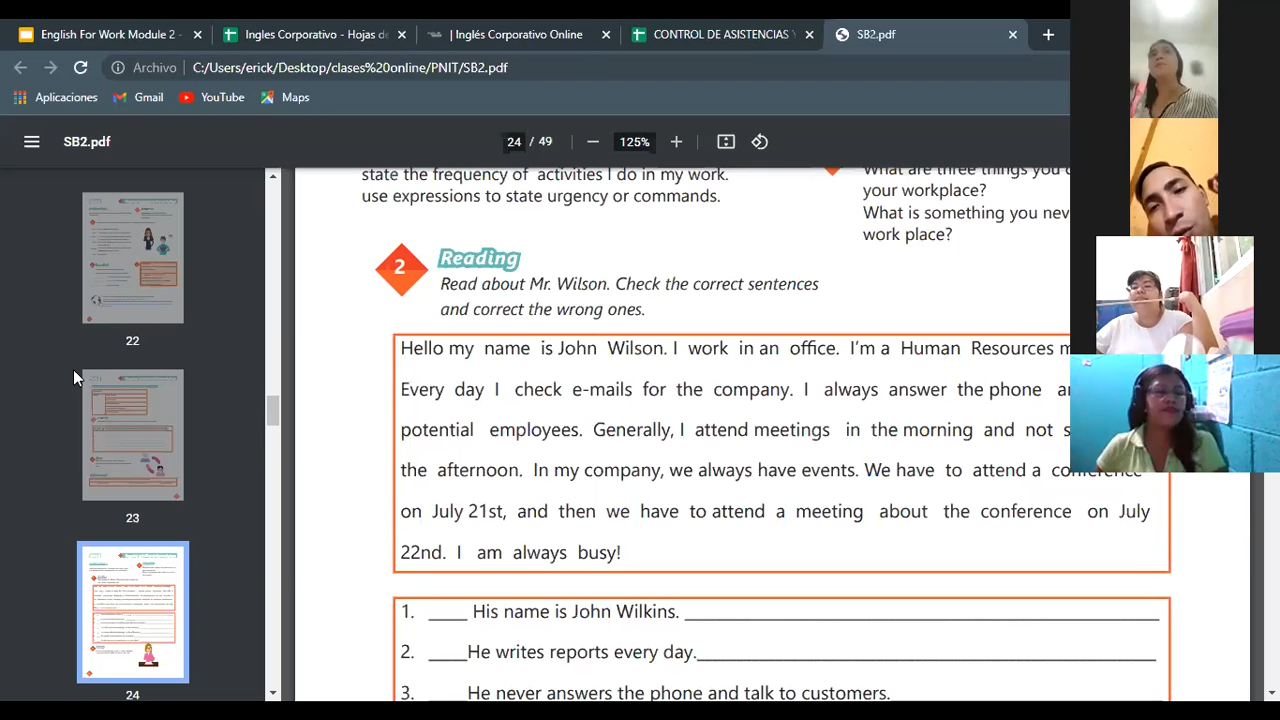 English For Work Module 2 -
Ingles Corporativo - Hojas de
| Inglés Corporativo Online
CONTROL DE ASISTENCIAS Y
SB2.pdf
Archivo
C:/Users/erick/Desktop/clases%20online/PNIT/SB2.pdf
Aplicaciones
Gmail
YouTube
Maps
SB2.pdf
24 / 49
125%
22
23
24
state the frequency of activities I do in my work.
use expressions to state urgency or commands.
What are three things you
your workplace?
What is something you nev
work place?
2
Reading
Read about Mr. Wilson. Check the correct sentences
and correct the wrong ones.
Hello my name is John Wilson. I work in an office. I'm a Human Resources m
Every day I check e-mails for the company. I always answer the phone a
potential employees. Generally, I attend meetings in the morning and not s
the afternoon. In my company, we always have events. We have to attend a conference
on July 21st, and then we have to attend a meeting about the conference on July
22nd. I am always busy!
1. ____ His name is John Wilkins. ____
2. ____He writes reports every day.____
3. ____ He never answers the phone and talk to customers.